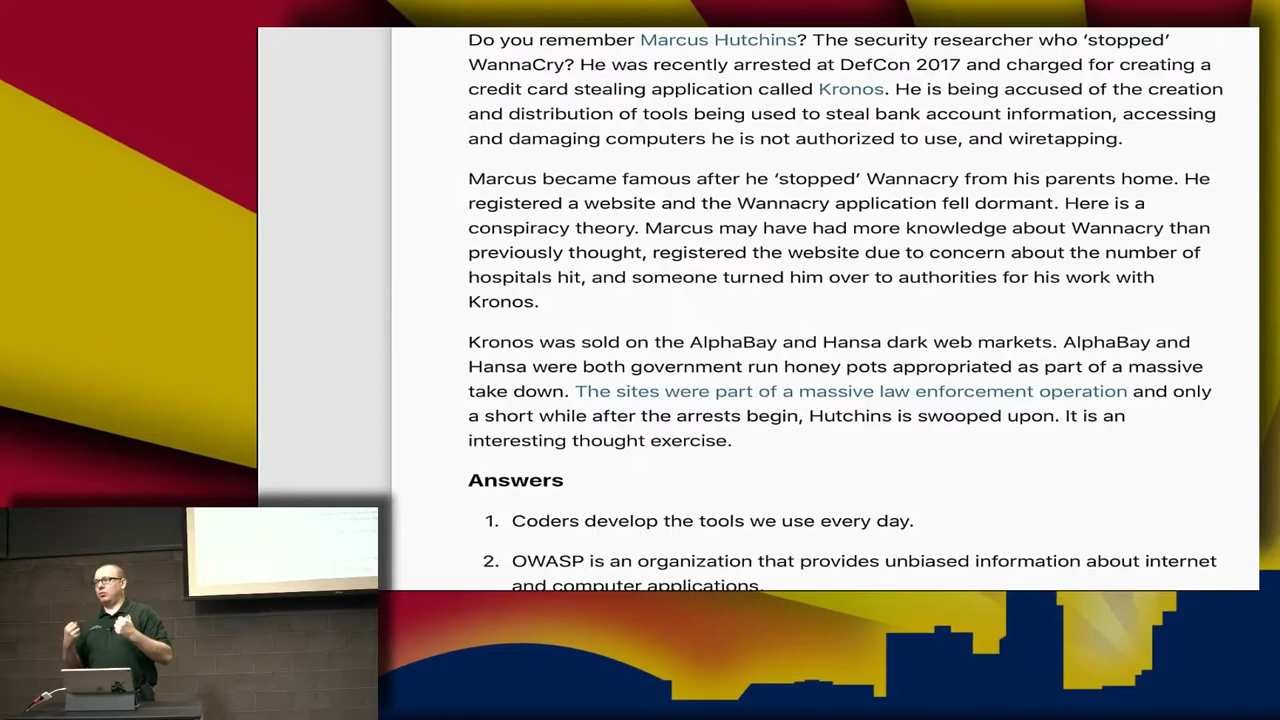 Do you remember Marcus Hutchins? The security researcher who ‘stopped’
WannaCry? He was recently arrested at DefCon 2017 and charged for creating a
credit card stealing application called Kronos. He is being accused of the creation
and distribution of tools being used to steal bank account information, accessing
and damaging computers he is not authorized to use, and wiretapping.
Marcus became famous after he ‘stopped’ Wannacry from his parents home. He
registered a website and the Wannacry application fell dormant. Here is a
conspiracy theory. Marcus may have had more knowledge about Wannacry than
previously thought, registered the website due to concern about the number of
hospitals hit, and someone turned him over to authorities for his work with
Kronos.
Kronos was sold on the AlphaBay and Hansa dark web markets. AlphaBay and
Hansa were both government run honey pots appropriated as part of a massive
take down. The sites were part of a massive law enforcement operation and only
a short while after the arrests begin, Hutchins is swooped upon. It is an
interesting thought exercise.
Answers
1. Coders develop the tools we use every day.
2. OWASP is an organization that provides unbiased information about internet
and computer applications.